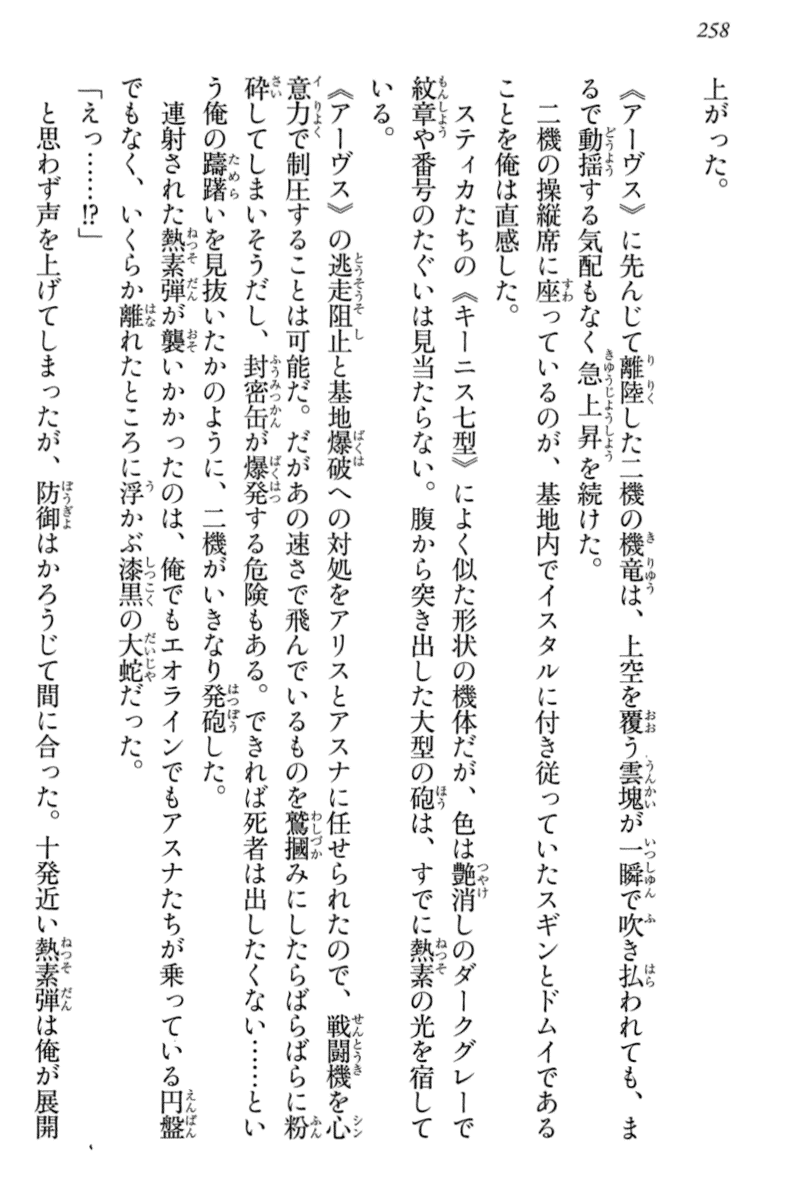 258
上がった。
《アーヴス》に先んじて離陸した二機の機竜は、上空を覆う雲塊が一瞬で吹き払われても、ま
るで動揺する気配もなく急上昇を続けた。
二機の操縦席に座っているのが、基地内でイスタルに付き従っていたスギンとドムイである
ことを俺は直感した。
スティカたちの《キーニス七型》によく似た形状の機体だが、色は艶消しのダークグレーで
紋章や番号のたぐいは見当たらない。腹から突き出した大型の砲は、すでに熱素の光を宿して
いる。
《アーヴス》の逃走阻止と基地爆破への対処をアリスとアスナに任せられたので、戦闘機を心
意力で制圧することは可能だ。だがあの速さで飛んでいるものを鷲摑みにしたらばらばらに粉
砕してしまいそうだし、封密缶が爆発する危険もある。できれば死者は出したくない……とい
う俺の躊躇いを見抜いたかのように、二機がいきなり発砲した。
連射された熱素弾が襲いかかったのは、俺でもエオラインでもアスナたちが乗っている円盤
でもなく、いくらか離れたところに浮かぶ漆黒の大蛇だった。
「えっ……!?」
と思わず声を上げてしまったが、防御はかろうじて間に合った。十発近い熱素弾は俺が展開